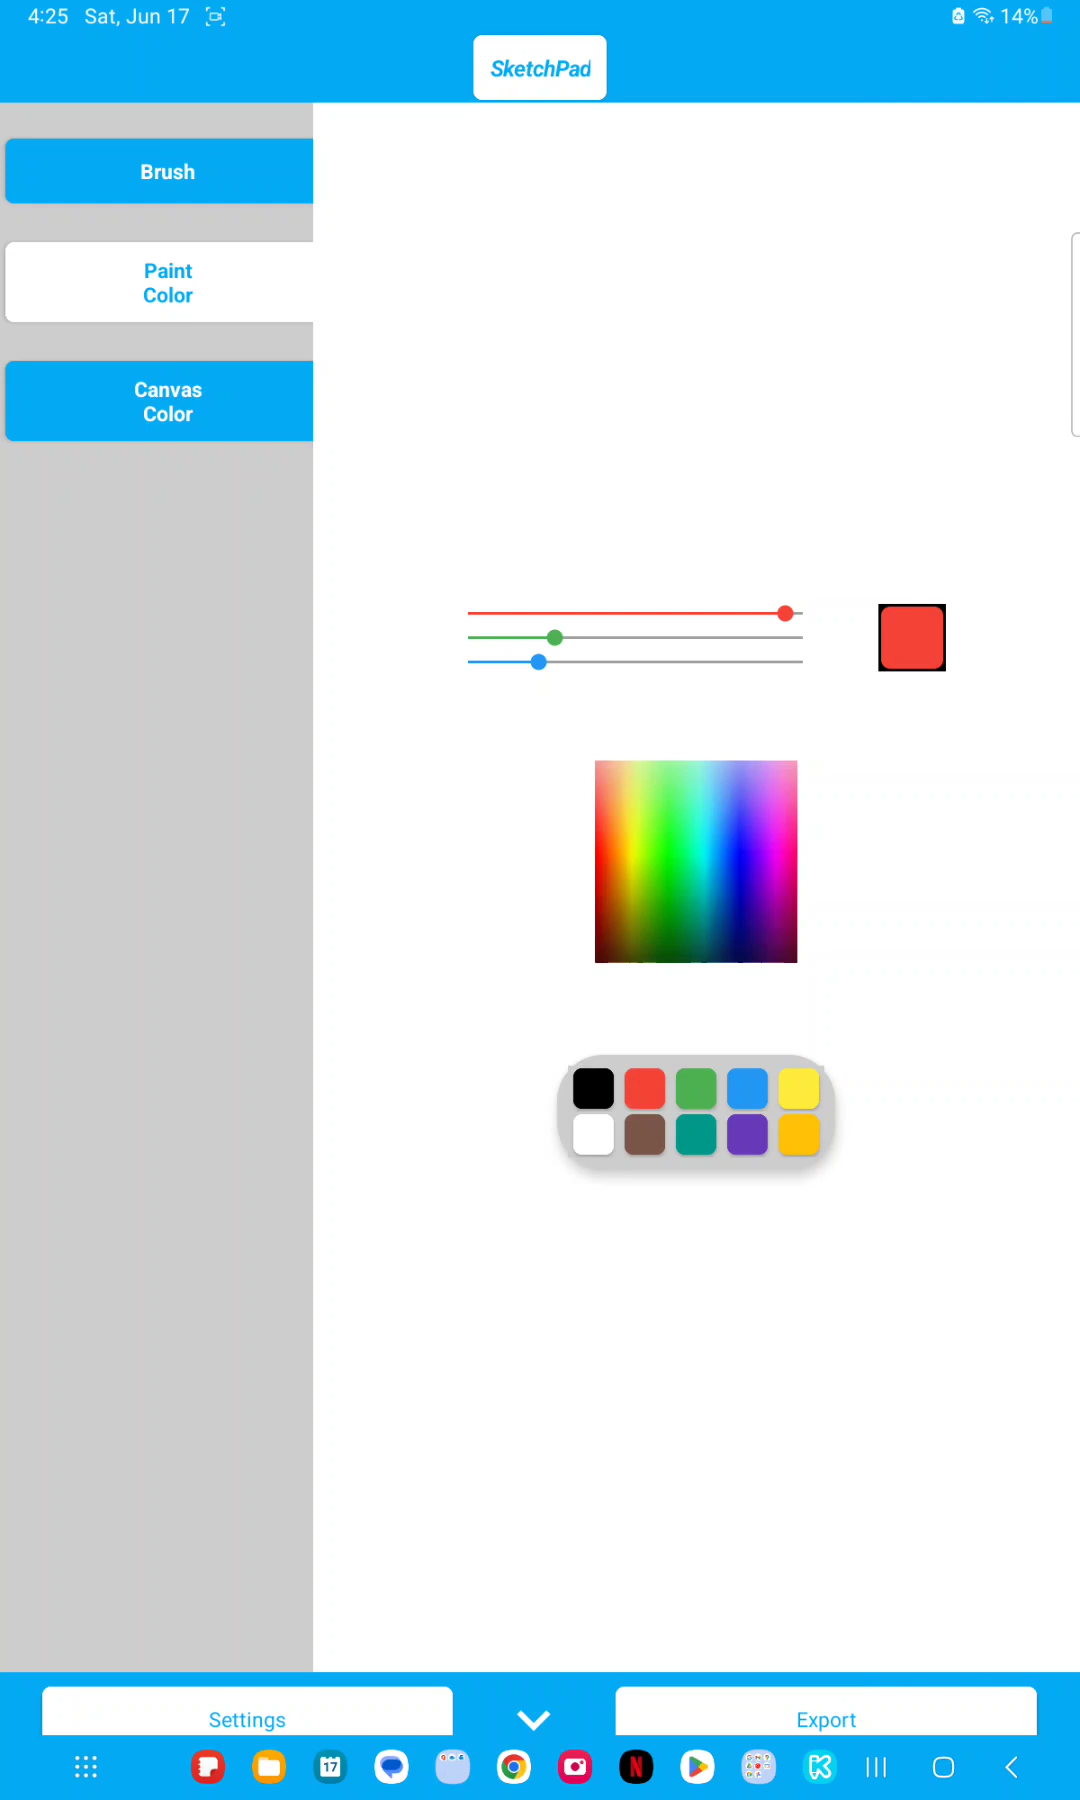 4:25 Sat, Jun 17
14%
SketchPad
Brush
Paint
Color
Canvas
Color
Settings
Export
17
N